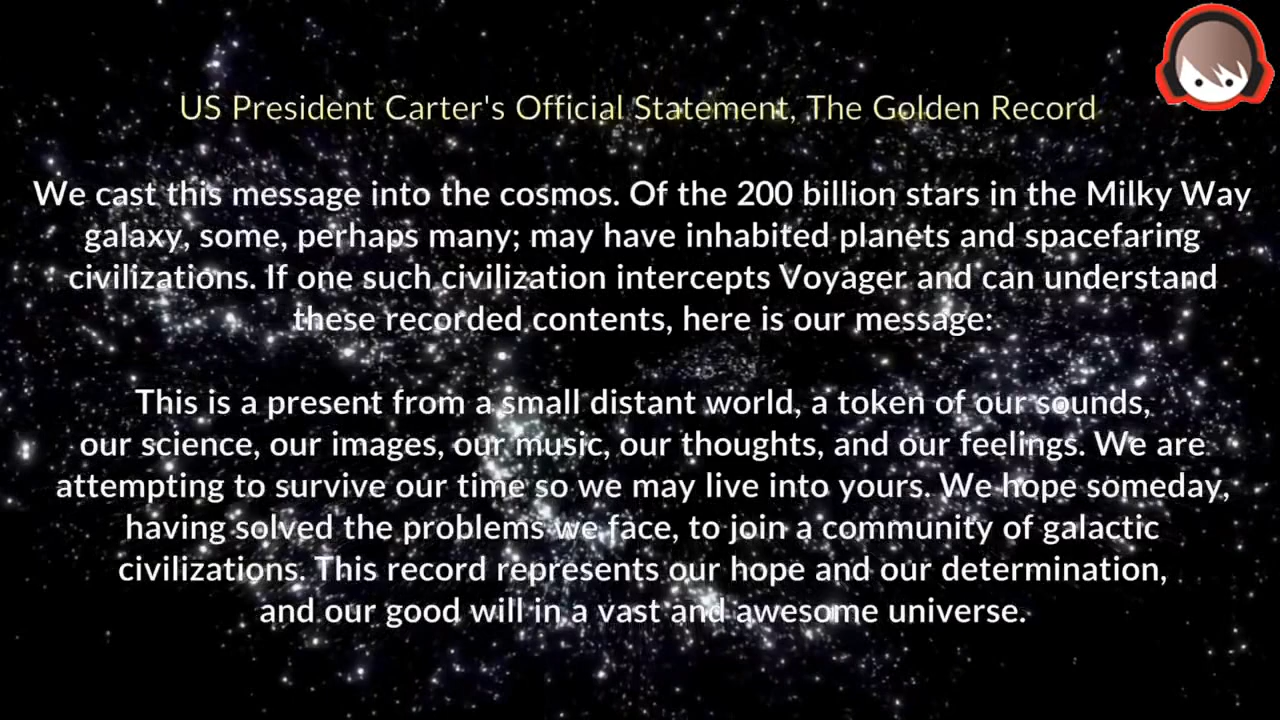 US President Carter's Official Statement, The Golden Record
We cast this message into the cosmos. Of the 200 billion stars in the Milky Way
galaxy, some, perhaps many; may have inhabited planets and spacefaring
civilizations. If one such civilization intercepts Voyager and can understand
these recorded contents, here is our message:
This is a present from a small distant world, a token of our sounds,
our science, our images, our music, our thoughts, and our feelings. We are
attempting to survive our time so we may live into yours. We hope someday,
having solved the problems we face, to join a community of galactic
civilizations. This record represents our hope and our determination,
and our good will in a vast and awesome universe.